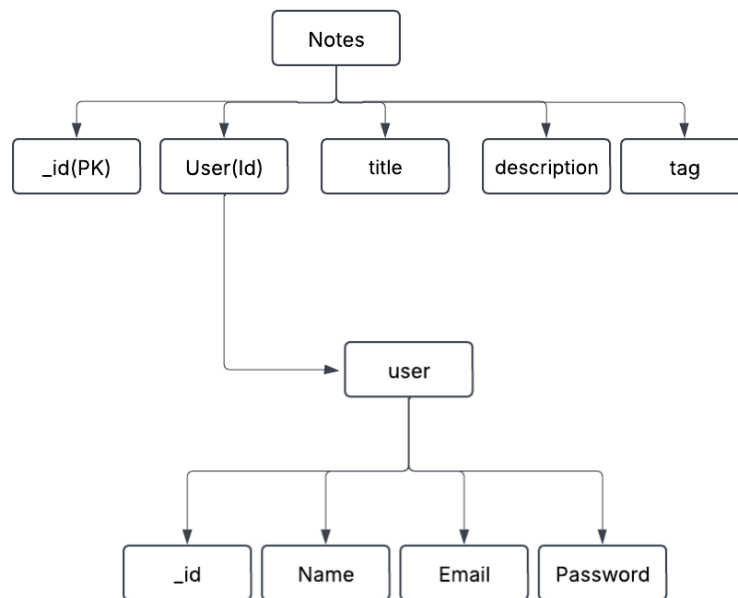 Notes
_id(PK)
User(Id)
title
description
tag
user
_id
Name
Email
Password